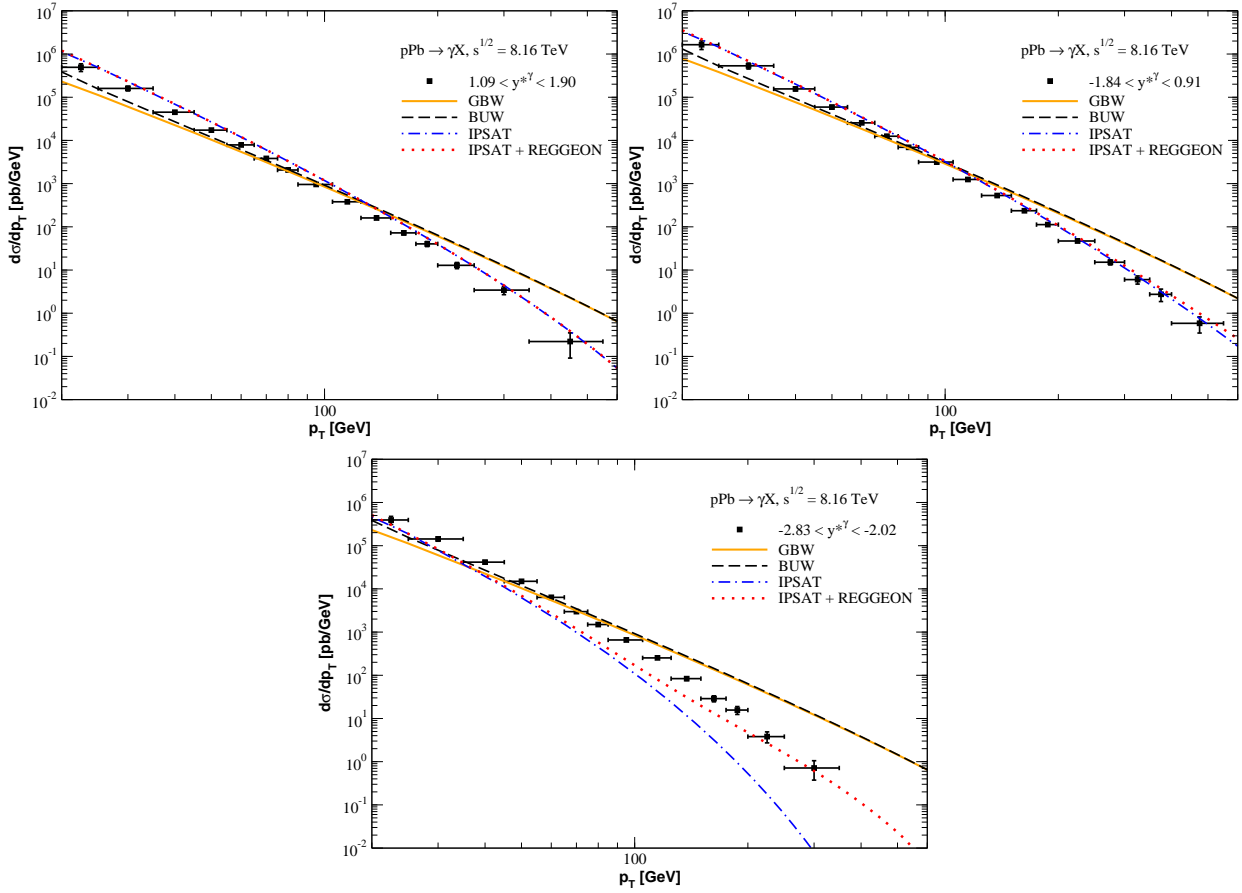 10^7
10^6
10^5
10^4
10^3
10^2
10^1
10^0
10^-1
10^-2
dσ/dp_T [pb/GeV]
pPb → γX, s^1/2 = 8.16 TeV
1.09 < y*^γ < 1.90
GBW
BUW
IPSAT
IPSAT + REGGEON
100
p_T [GeV]
10^7
10^6
10^5
10^4
10^3
10^2
10^1
10^0
10^-1
10^-2
dσ/dp_T [pb/GeV]
pPb → γX, s^1/2 = 8.16 TeV
-1.84 < y*^γ < 0.91
GBW
BUW
IPSAT
IPSAT + REGGEON
100
p_T [GeV]
10^7
10^6
10^5
10^4
10^3
10^2
10^1
10^0
10^-1
10^-2
dσ/dp_T [pb/GeV]
pPb → γX, s^1/2 = 8.16 TeV
-2.83 < y*^γ < -2.02
GBW
BUW
IPSAT
IPSAT + REGGEON
100
p_T [GeV]